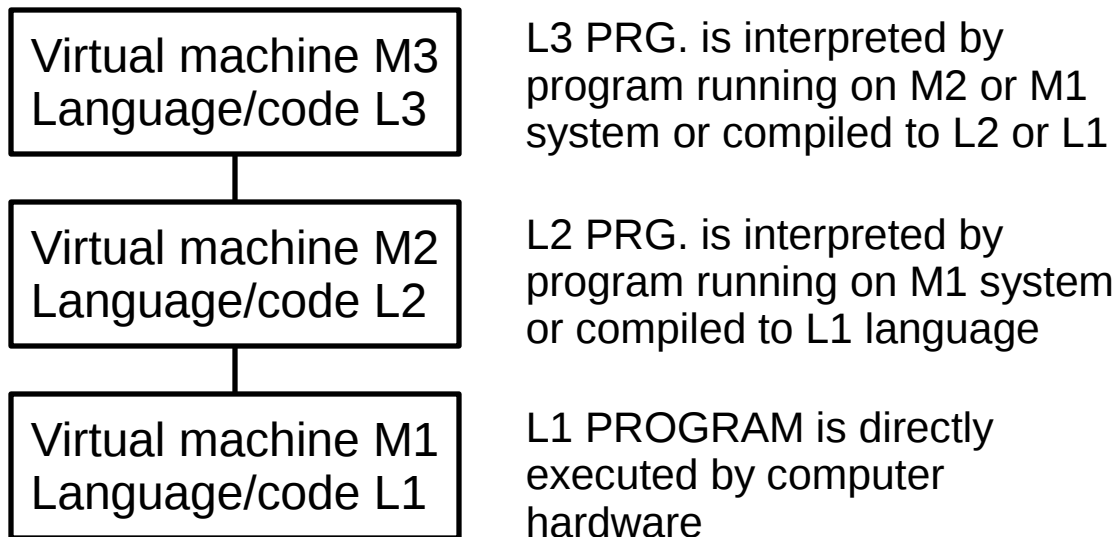 Virtual machine M3
Language/code L3
L3 PRG. is interpreted by
program running on M2 or M1
system or compiled to L2 or L1
Virtual machine M2
Language/code L2
L2 PRG. is interpreted by
program running on M1 system
or compiled to L1 language
Virtual machine M1
Language/code L1
L1 PROGRAM is directly
executed by computer
hardware